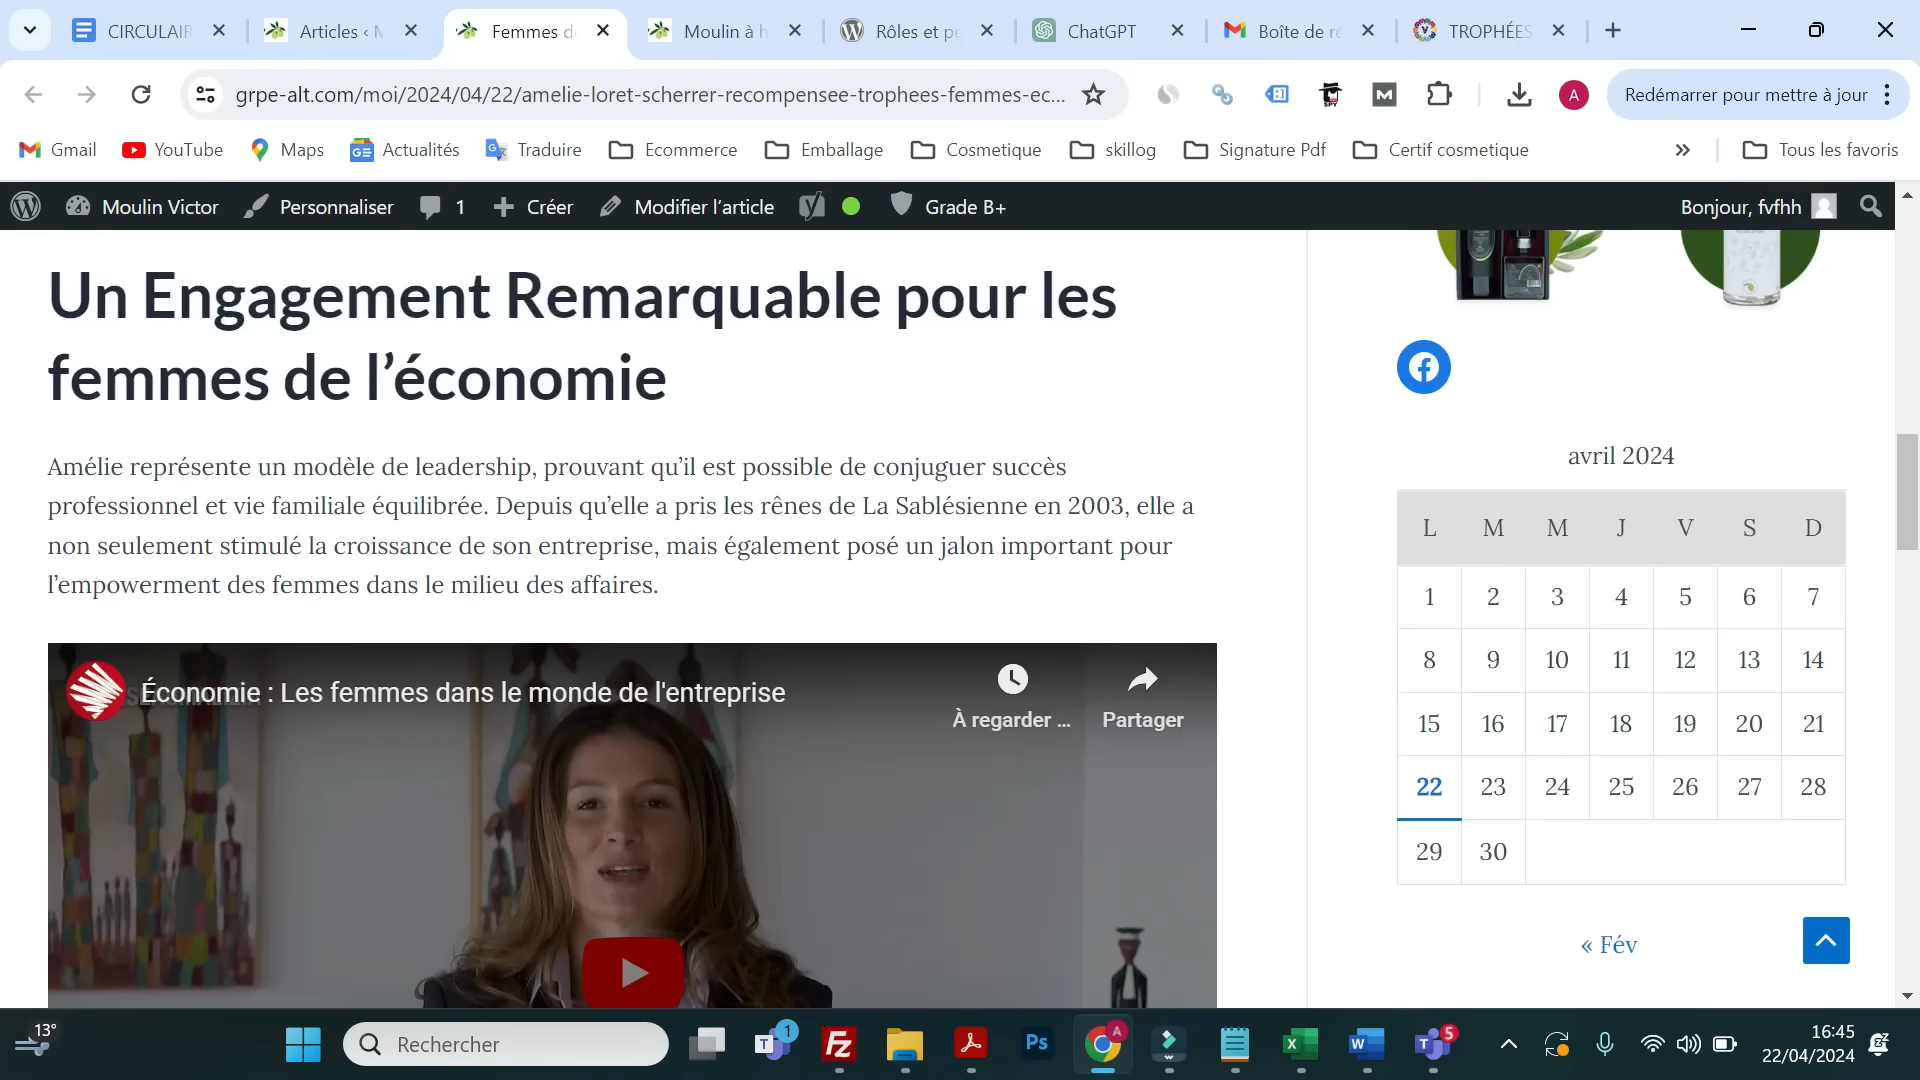 CIRCULAIR
Articles ‹ M
Femmes d
Moulin à h
Rôles et pe
ChatGPT
Boîte de ré
TROPHÉES
grpe-alt.com/moi/2024/04/22/amelie-loret-scherrer-recompensee-trophees-femmes-ec...
SPY
M
A
Redémarrer pour mettre à jour
Gmail
YouTube
Maps
Actualités
Traduire
Ecommerce
Emballage
Cosmetique
skillog
Signature Pdf
Certif cosmetique
»
Tous les favoris
Moulin Victor
Personnaliser
1
Créer
Modifier l’article
Grade B+
Bonjour, fvfhh
Un Engagement Remarquable pour les
femmes de l’économie
Amélie représente un modèle de leadership, prouvant qu’il est possible de conjuguer succès
professionnel et vie familiale équilibrée. Depuis qu’elle a pris les rênes de La Sablésienne en 2003, elle a
non seulement stimulé la croissance de son entreprise, mais également posé un jalon important pour
l’empowerment des femmes dans le milieu des affaires.
Économie : Les femmes dans le monde de l'entreprise
À regarder ...
Partager
avril 2024
L M M J V S D
1 2 3 4 5 6 7
8 9 10 11 12 13 14
15 16 17 18 19 20 21
22 23 24 25 26 27 28
29 30
« Fév
13°
Rechercher
1
Ps
A
5
16:45
22/04/2024